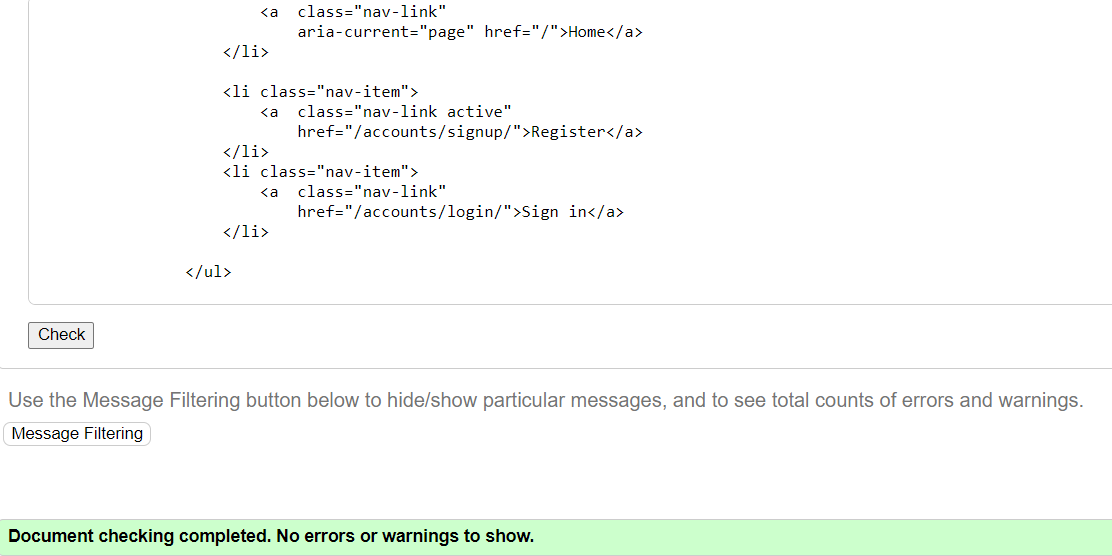 <a  class="nav-link"
aria-current="page" href="/">Home</a>
</li>
<li class="nav-item">
<a  class="nav-link active"
href="/accounts/signup/">Register</a>
</li>
<li class="nav-item">
<a  class="nav-link"
href="/accounts/login/">Sign in</a>
</li>
</ul>
Check
Use the Message Filtering button below to hide/show particular messages, and to see total counts of errors and warnings.
Message Filtering
Document checking completed. No errors or warnings to show.